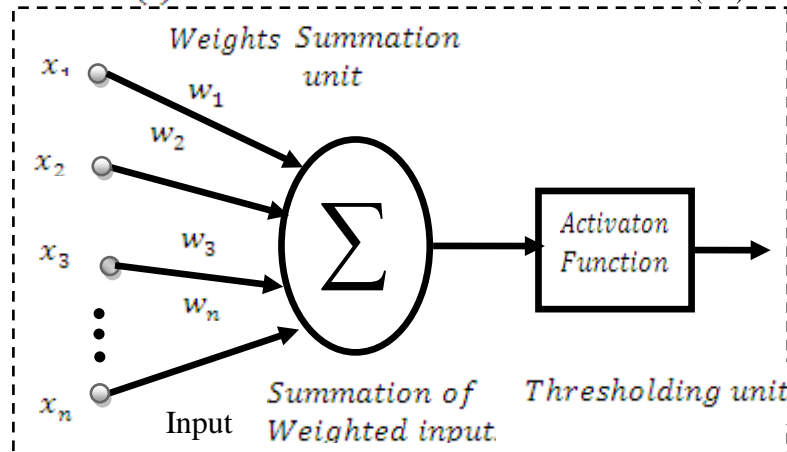 Weights Summation
unit
x₁
w₁
w₂
x₂
∑
Activaton
Function
w₃
x₃
wₙ
xₙ
Input
Summation of
Weighted input.
Thresholding unit